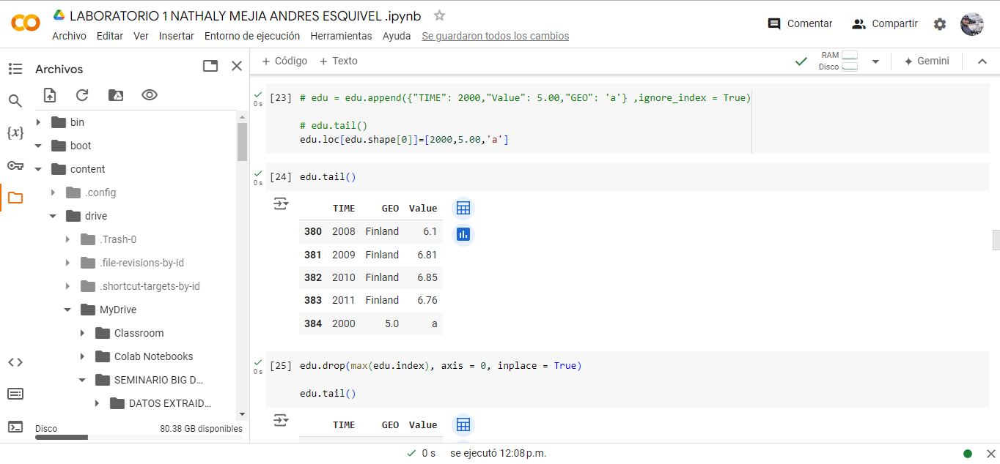 LABORATORIO 1 NATHALY MEJIA ANDRES ESQUIVEL .ipynb
Archivo Editar Ver Insertar Entorno de ejecución Herramientas Ayuda Se guardaron todos los cambios
Comentar Compartir
Archivos
+ Código + Texto
RAM
Disco
Gemini
bin
boot
content
.config
drive
.Trash-0
.file-revisions-by-id
.shortcut-targets-by-id
MyDrive
Classroom
Colab Notebooks
SEMINARIO BIG D...
DATOS EXTRAID...
Disco 80.38 GB disponibles
{x}
[23] # edu = edu.append({"TIME": 2000,"Value": 5.00,"GEO": 'a'} ,ignore_index = True)
0 s
# edu.tail()
edu.loc[edu.shape[0]]=[2000,5.00,'a']
[24] edu.tail()
0 s
TIME GEO Value
380 2008 Finland 6.1
381 2009 Finland 6.81
382 2010 Finland 6.85
383 2011 Finland 6.76
384 2000 5.0 a
[25] edu.drop(max(edu.index), axis = 0, inplace = True)
0 s
edu.tail()
TIME GEO Value
0 s se ejecutó 12:08 p.m.